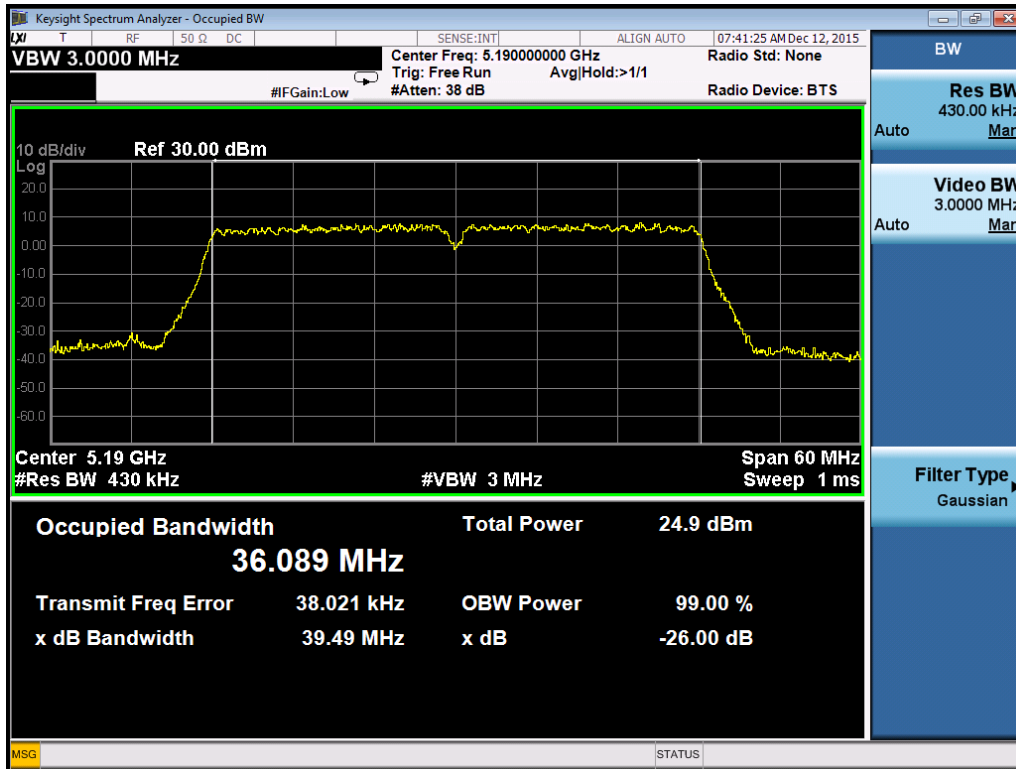 Keysight Spectrum Analyzer - Occupied BW
LXI T RF 50 Ω DC SENSE:INT ALIGN AUTO 07:41:25 AM Dec 12, 2015
VBW 3.0000 MHz
Center Freq: 5.190000000 GHz Radio Std: None
Trig: Free Run Avg|Hold:>1/1
#IFGain:Low #Atten: 38 dB Radio Device: BTS
10 dB/div Ref 30.00 dBm
Log
20.0
10.0
0.00
-10.0
-20.0
-30.0
-40.0
-50.0
-60.0
Center 5.19 GHz Span 60 MHz
#Res BW 430 kHz #VBW 3 MHz Sweep 1 ms
Occupied Bandwidth Total Power 24.9 dBm
36.089 MHz
Transmit Freq Error 38.021 kHz OBW Power 99.00 %
x dB Bandwidth 39.49 MHz x dB -26.00 dB
MSG STATUS
BW
Res BW
430.00 kHz
Auto Man
Video BW
3.0000 MHz
Auto Man
Filter Type
Gaussian